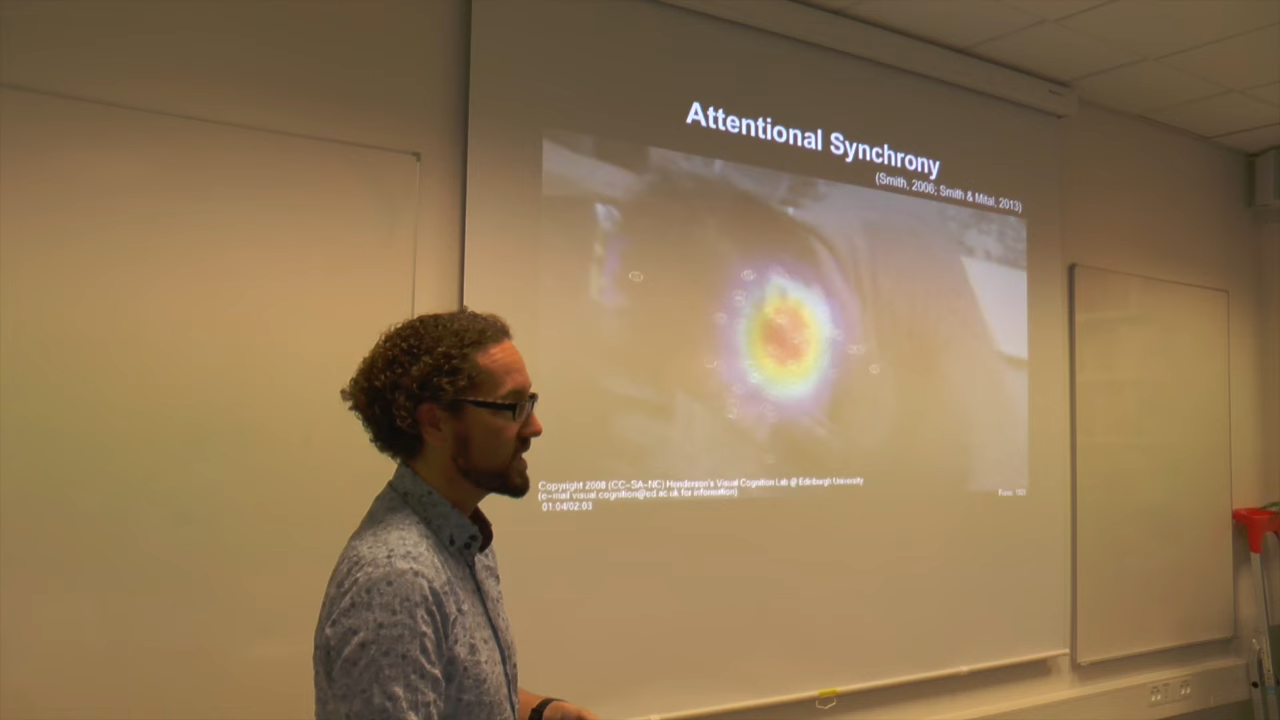 Attentional Synchrony
(Smith, 2006; Smith & Mital, 2013)
Copyright 2008 (CC-SA-NC) Henderson's Visual Cognition Lab @ Edinburgh University
(e-mail visual.cognition@ed.ac.uk for information)
01:04/02:03